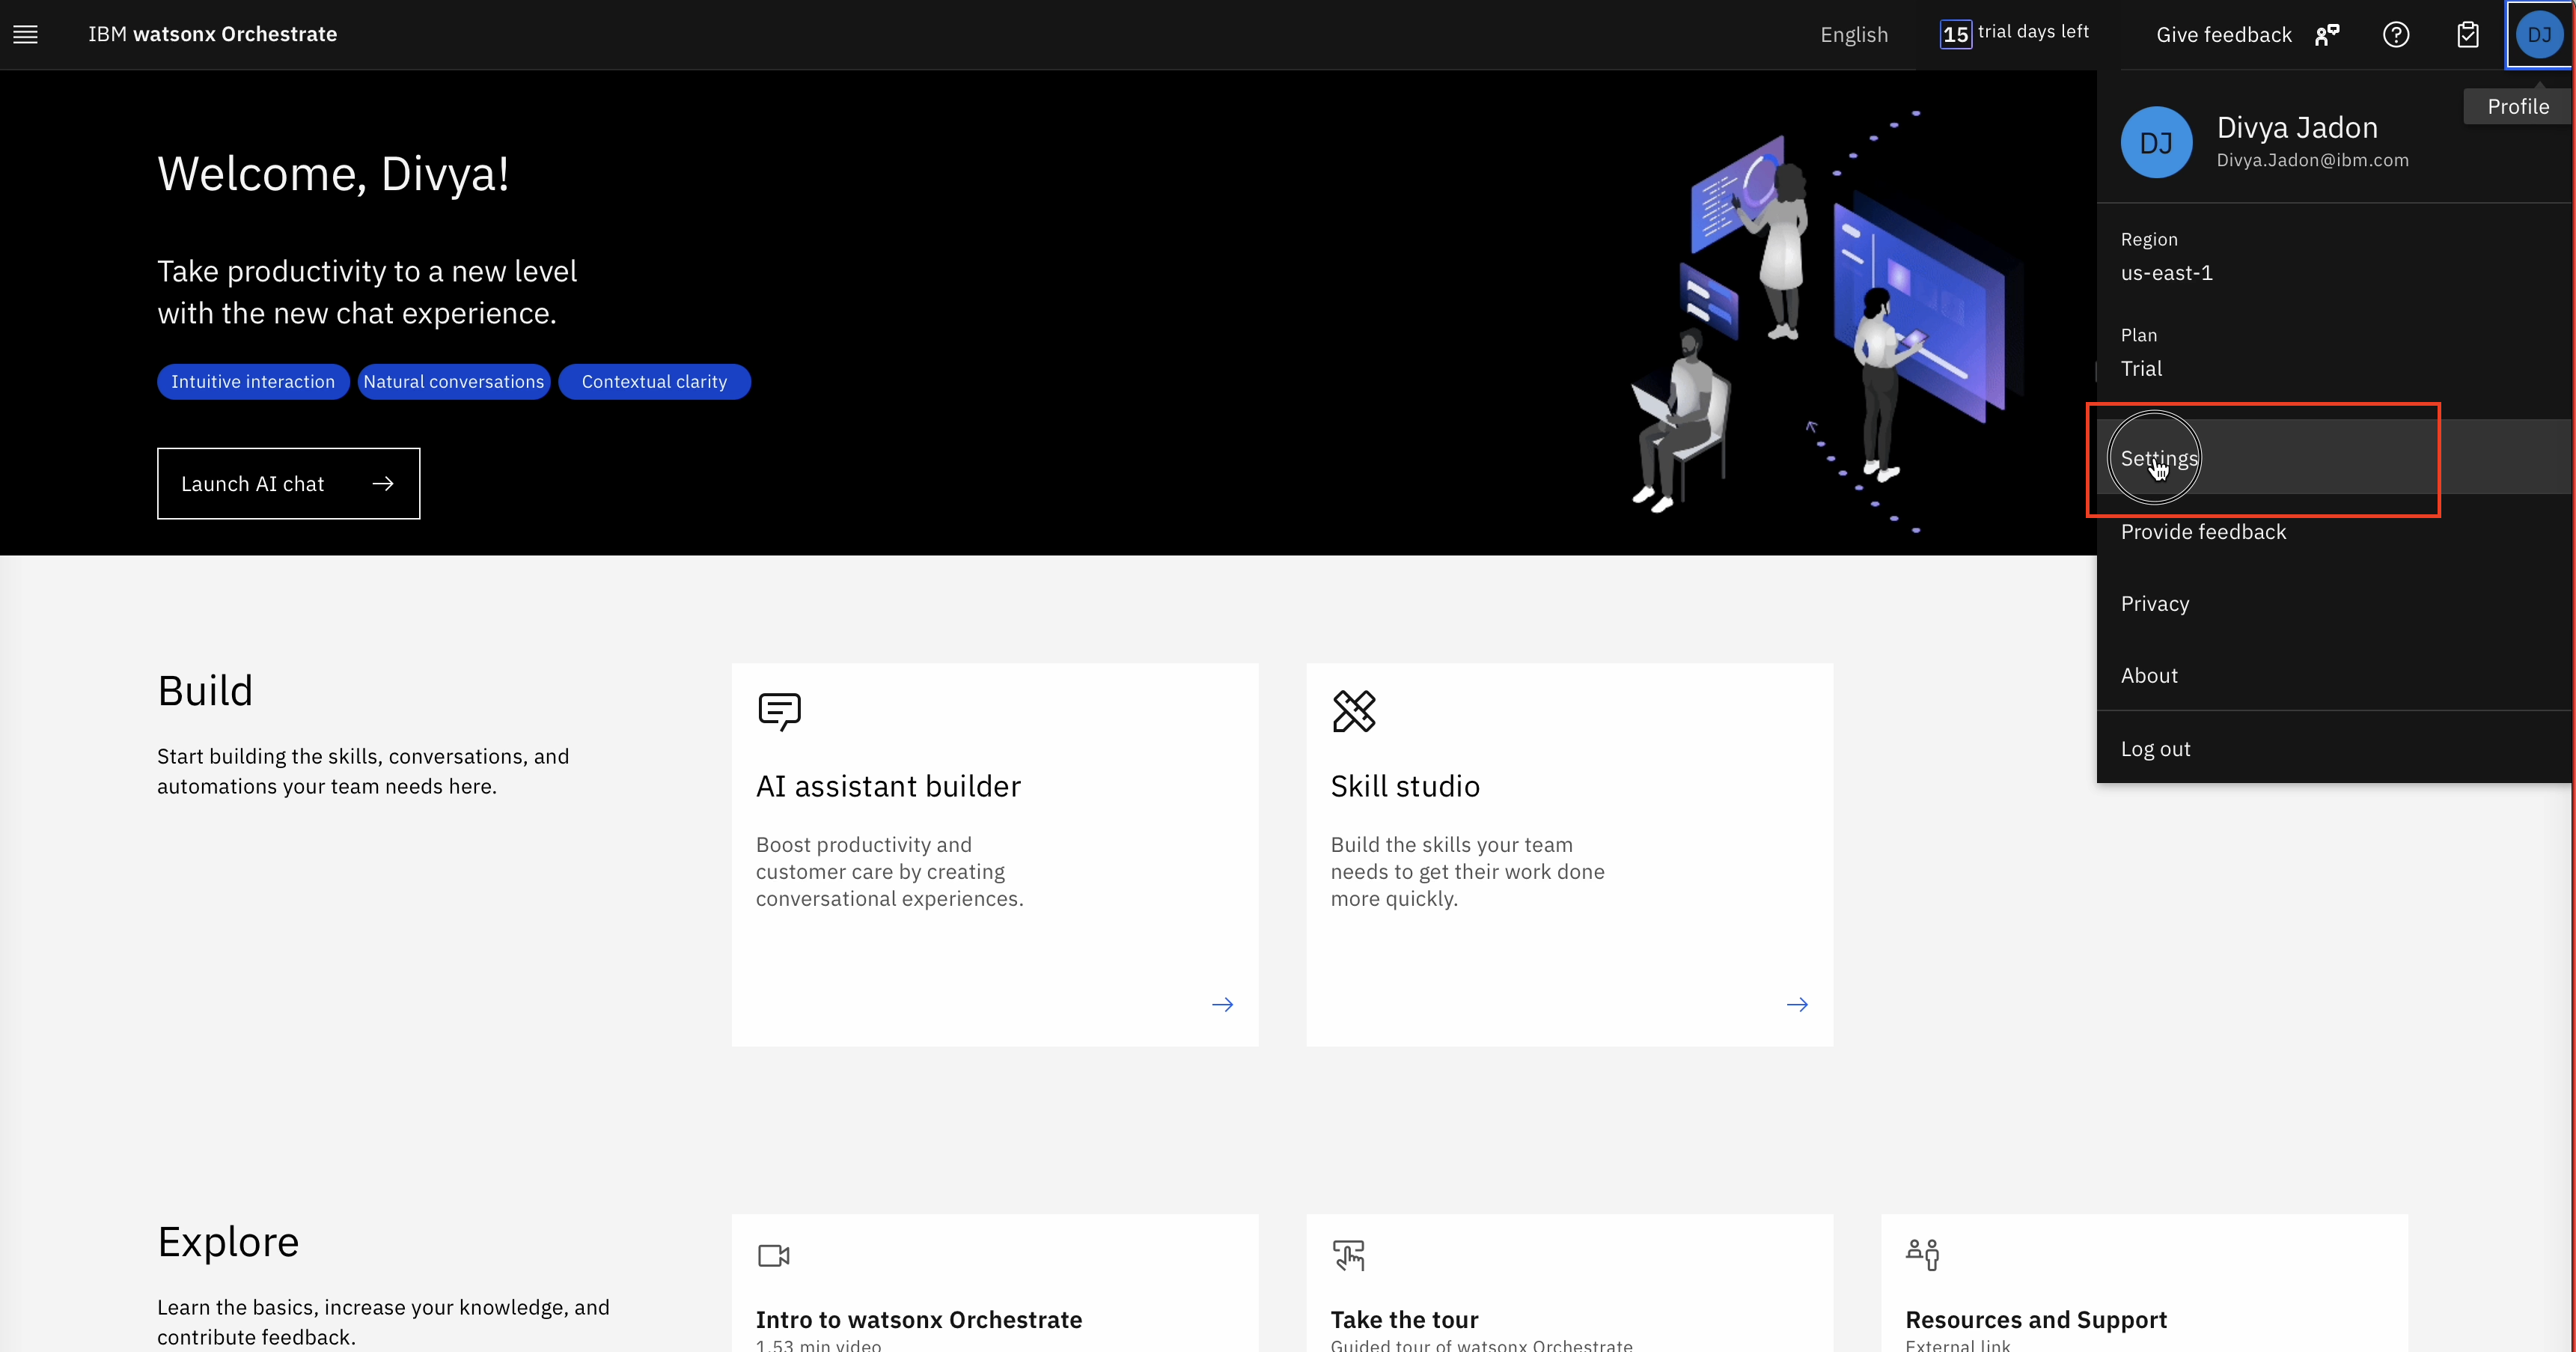 IBM watsonx Orchestrate
English
15 trial days left
Give feedback
DJ
Profile
DJ
Divya Jadon
Divya.Jadon@ibm.com
Region
us-east-1
Plan
Trial
Settings
Provide feedback
Privacy
About
Log out
Welcome, Divya!
Take productivity to a new level
with the new chat experience.
Intuitive interaction
Natural conversations
Contextual clarity
Launch AI chat
Build
Start building the skills, conversations, and
automations your team needs here.
AI assistant builder
Boost productivity and
customer care by creating
conversational experiences.
Skill studio
Build the skills your team
needs to get their work done
more quickly.
Explore
Learn the basics, increase your knowledge, and
contribute feedback.
Intro to watsonx Orchestrate
1.53 min video
Take the tour
Guided tour of watsonx Orchestrate
Resources and Support
External link